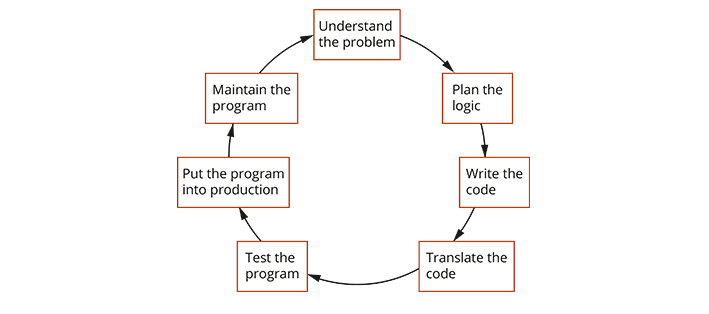 Understand
the problem
Plan the
logic
Write the
code
Translate the
code
Test the
program
Put the program
into production
Maintain the
program